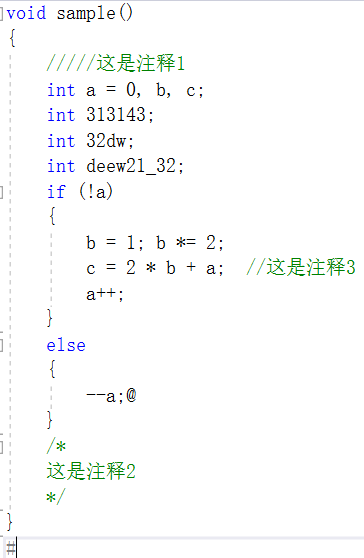 void sample()
{
/////这是注释1
int a = 0, b, c;
int 313143;
int 32dw;
int deew21_32;
if (!a)
{
b = 1; b *= 2;
c = 2 * b + a;  //这是注释3
a++;
}
else
{
--a;@
}
/*
这是注释2
*/
}
#